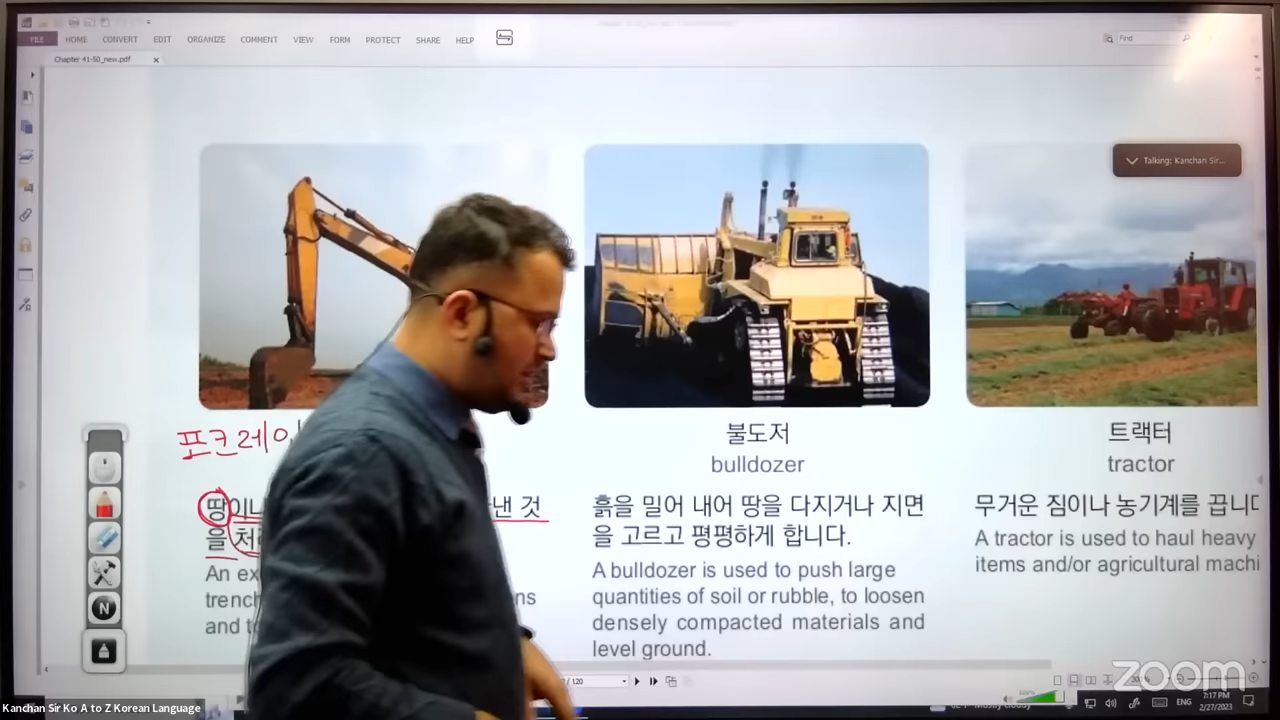 FILE HOME CONVERT EDIT ORGANIZE COMMENT VIEW FORM PROTECT SHARE HELP
Find
Chapter 41-50_new.pdf
Talking: Kanchan Sir...
포크레인
불도저
bulldozer
트랙터
tractor
땅이나
낸 것
을
An
trench
and
흙을 밀어 내어 땅을 다지거나 지면
을 고르고 평평하게 합니다.
A bulldozer is used to push large
quantities of soil or rubble, to loosen
densely compacted materials and
level ground.
무거운 짐이나 농기계를 끕니다
A tractor is used to haul heavy
items and/or agricultural machi
N
/ 120
zoom
Mostly cloudy
ENG
7:17 PM
2/27/2023
Kanchan Sir Ko A to Z Korean Language